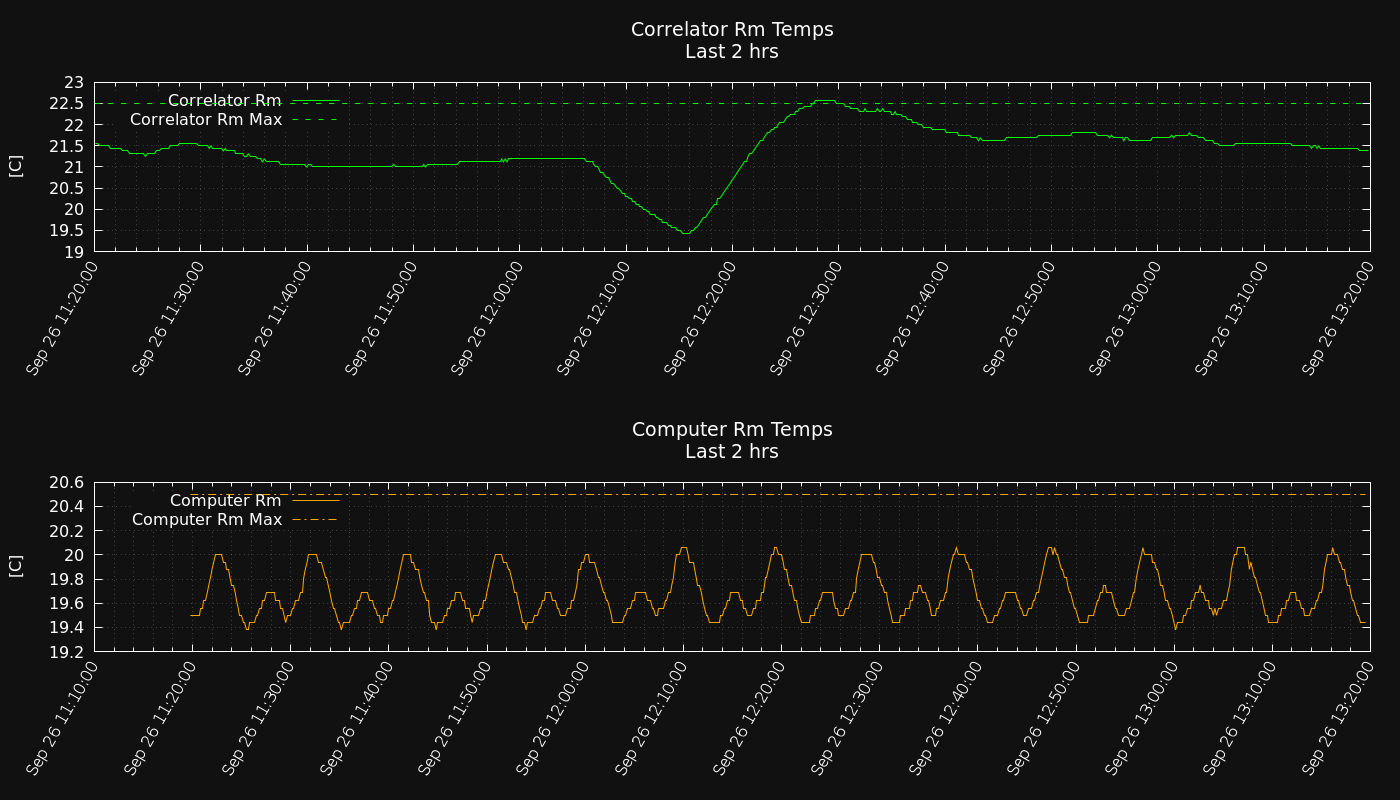 Correlator Rm Temps
Last 2 hrs
23
22.5
22
21.5
21
20.5
20
19.5
19
[C]
Correlator Rm
Correlator Rm Max
Sep 26 11:20:00
Sep 26 11:30:00
Sep 26 11:40:00
Sep 26 11:50:00
Sep 26 12:00:00
Sep 26 12:10:00
Sep 26 12:20:00
Sep 26 12:30:00
Sep 26 12:40:00
Sep 26 12:50:00
Sep 26 13:00:00
Sep 26 13:10:00
Sep 26 13:20:00
Computer Rm Temps
Last 2 hrs
20.6
20.4
20.2
20
19.8
19.6
19.4
19.2
[C]
Computer Rm
Computer Rm Max
Sep 26 11:10:00
Sep 26 11:20:00
Sep 26 11:30:00
Sep 26 11:40:00
Sep 26 11:50:00
Sep 26 12:00:00
Sep 26 12:10:00
Sep 26 12:20:00
Sep 26 12:30:00
Sep 26 12:40:00
Sep 26 12:50:00
Sep 26 13:00:00
Sep 26 13:10:00
Sep 26 13:20:00